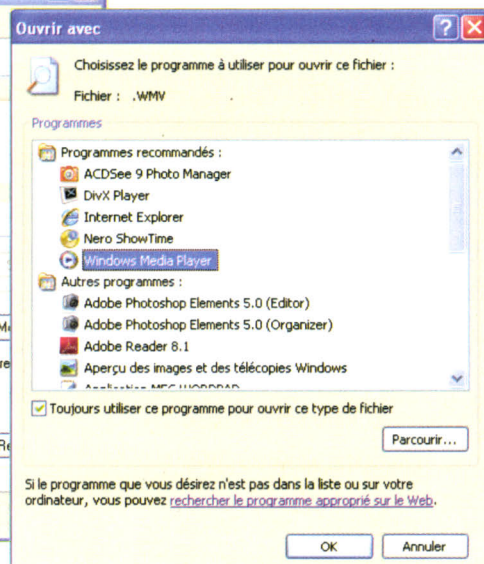 Ouvrir avec
Choisissez le programme à utiliser pour ouvrir ce fichier :
Fichier : .WMV
Programmes
Programmes recommandés :
ACDSee 9 Photo Manager
DivX Player
Internet Explorer
Nero ShowTime
Windows Media Player
Autres programmes :
Adobe Photoshop Elements 5.0 (Editor)
Adobe Photoshop Elements 5.0 (Organizer)
Adobe Reader 8.1
Aperçu des images et des télécopies Windows
Toujours utiliser ce programme pour ouvrir ce type de fichier
Parcourir...
Si le programme que vous désirez n'est pas dans la liste ou sur votre
ordinateur, vous pouvez rechercher le programme approprié sur le Web.
OK
Annuler